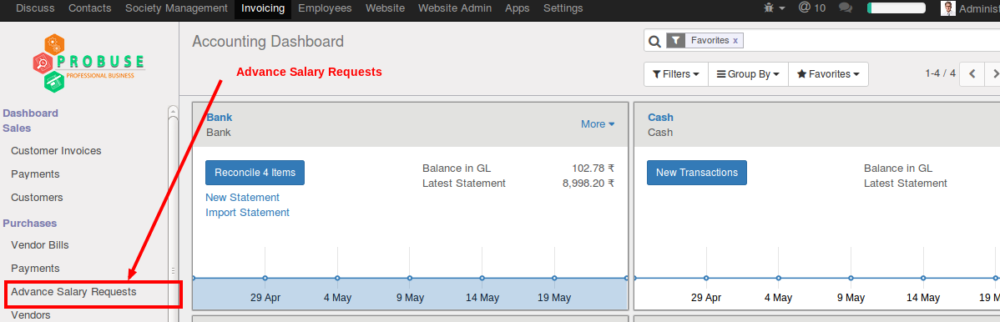 Discuss Contacts Society Management Invoicing Employees Website Website Admin Apps Settings @ 10 Administ
PROBUSE
PROFESSIONAL BUSINESS
Accounting Dashboard
Favorites x
Advance Salary Requests
Filters Group By Favorites 1-4 / 4
Dashboard
Sales
Customer Invoices
Payments
Customers
Purchases
Vendor Bills
Payments
Advance Salary Requests
Vendors
Bank
Bank
More
Reconcile 4 Items
New Statement
Import Statement
Balance in GL 102.78 ₹
Latest Statement 8,998.20 ₹
29 Apr 4 May 9 May 14 May 19 May
Cash
Cash
New Transactions
Balance in GL
Latest Statement
29 Apr 4 May 9 May 14 May 19 M